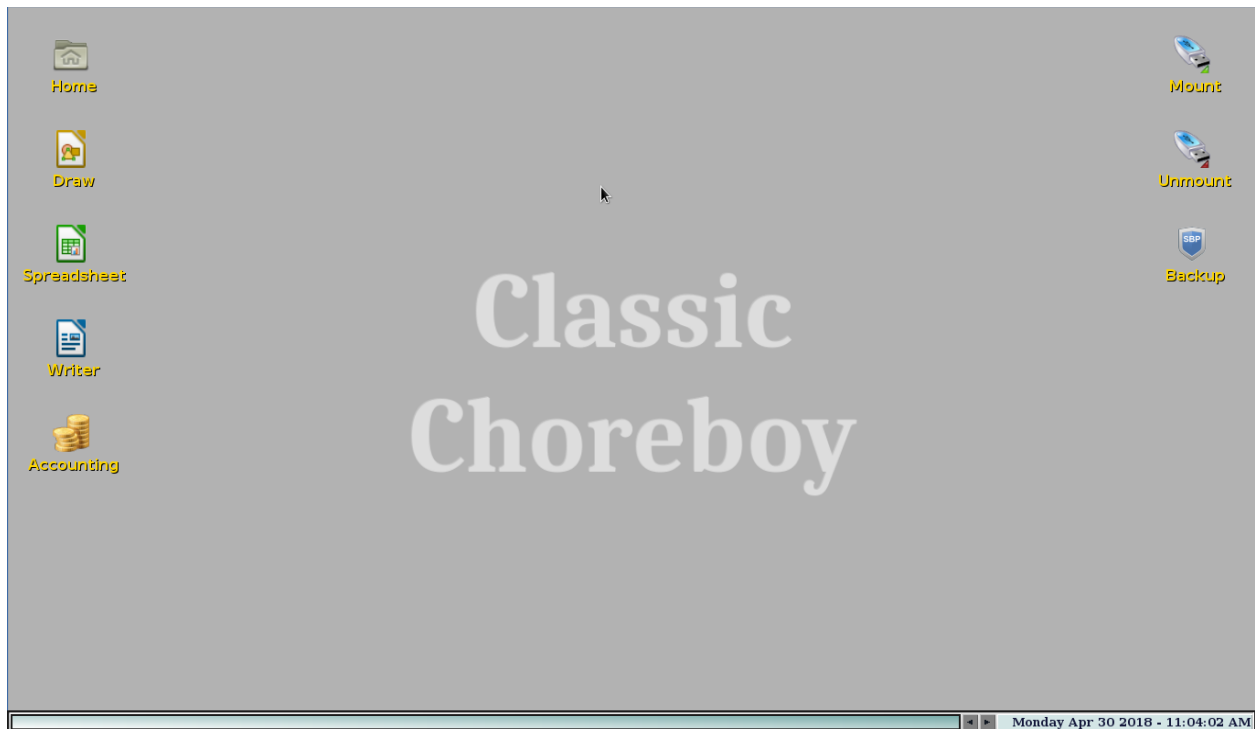 Home
Draw
Spreadsheet
Writer
Accounting
Classic
Choreboy
Mount
Unmount
SBP
Backup
Monday Apr 30 2018 - 11:04:02 AM